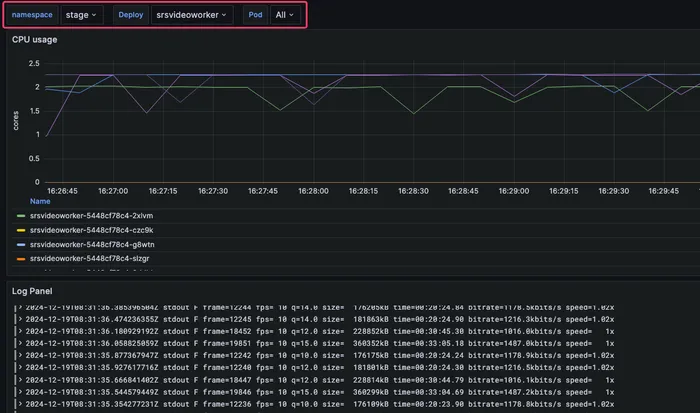 namespace stage Deploy srsvideoworker Pod All
CPU usage
2.5
2
1.5
1
0.5
0
cores
16:26:45 16:27:00 16:27:15 16:27:30 16:27:45 16:28:00 16:28:15 16:28:30 16:28:45 16:29:00 16:29:15 16:29:30 16:29:45
Name
srsvideoworker-5448cf78c4-2xlvm
srsvideoworker-5448cf78c4-czc9k
srsvideoworker-5448cf78c4-g8wtn
srsvideoworker-5448cf78c4-slzgr
Log Panel
> 2024-12-19T08:31:36.385396504Z stdout F frame=12244 fps= 10 q=14.0 size= 176205kB time=00:20:24.64 bitrate=1178.5kbits/s speed=1.02x
> 2024-12-19T08:31:36.474236355Z stdout F frame=12245 fps= 10 q=14.0 size= 181863kB time=00:20:24.90 bitrate=1216.3kbits/s speed=1.02x
> 2024-12-19T08:31:36.180929192Z stdout F frame=18452 fps= 10 q=12.0 size= 228852kB time=00:30:45.30 bitrate=1016.0kbits/s speed= 1x
> 2024-12-19T08:31:36.058825059Z stdout F frame=19851 fps= 10 q=12.0 size= 360352kB time=00:33:05.18 bitrate=1487.0kbits/s speed= 1x
> 2024-12-19T08:31:35.877367947Z stdout F frame=12242 fps= 10 q=12.0 size= 176175kB time=00:20:24.24 bitrate=1178.9kbits/s speed=1.02x
> 2024-12-19T08:31:35.927617716Z stdout F frame=12240 fps= 10 q=12.0 size= 181801kB time=00:20:24.30 bitrate=1216.5kbits/s speed=1.02x
> 2024-12-19T08:31:35.666841402Z stdout F frame=18447 fps= 10 q=12.0 size= 228814kB time=00:30:44.79 bitrate=1016.1kbits/s speed= 1x
> 2024-12-19T08:31:35.544579449Z stdout F frame=19846 fps= 10 q=15.0 size= 360299kB time=00:33:04.69 bitrate=1487.2kbits/s speed= 1x
> 2024-12-19T08:31:35.354277231Z stdout F frame=12236 fps= 10 q=12.0 size= 176109kB time=00:20:23.90 bitrate=1178.8kbits/s speed=1.02x